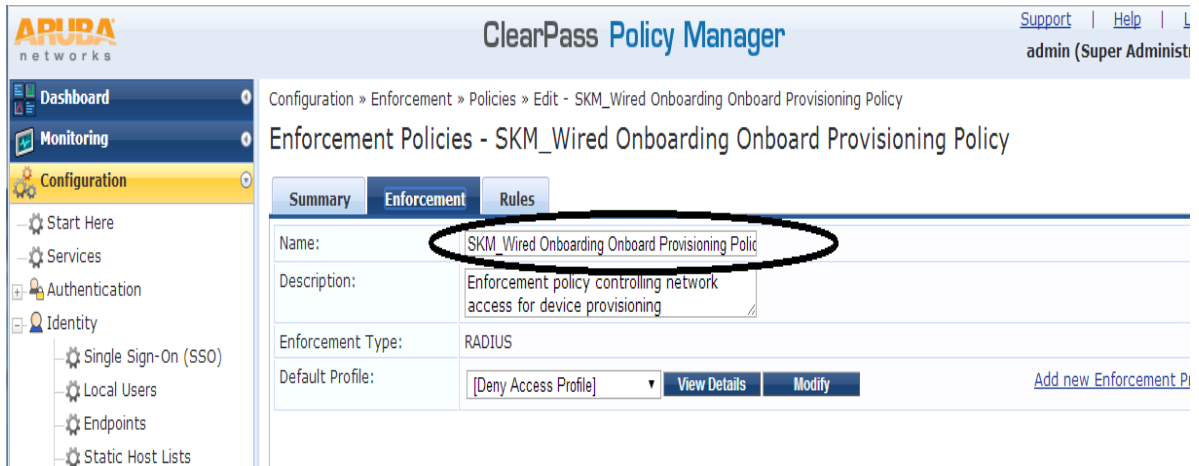 ARUBA
networks
ClearPass Policy Manager
Support | Help | L
admin (Super Administr
Dashboard
Monitoring
Configuration
Start Here
Services
Authentication
Identity
Single Sign-On (SSO)
Local Users
Endpoints
Static Host Lists
Configuration » Enforcement » Policies » Edit - SKM_Wired Onboarding Onboard Provisioning Policy
Enforcement Policies - SKM_Wired Onboarding Onboard Provisioning Policy
Summary Enforcement Rules
Name: SKM_Wired Onboarding Onboard Provisioning Polic
Description: Enforcement policy controlling network
access for device provisioning
Enforcement Type: RADIUS
Default Profile: [Deny Access Profile] View Details Modify Add new Enforcement Pr